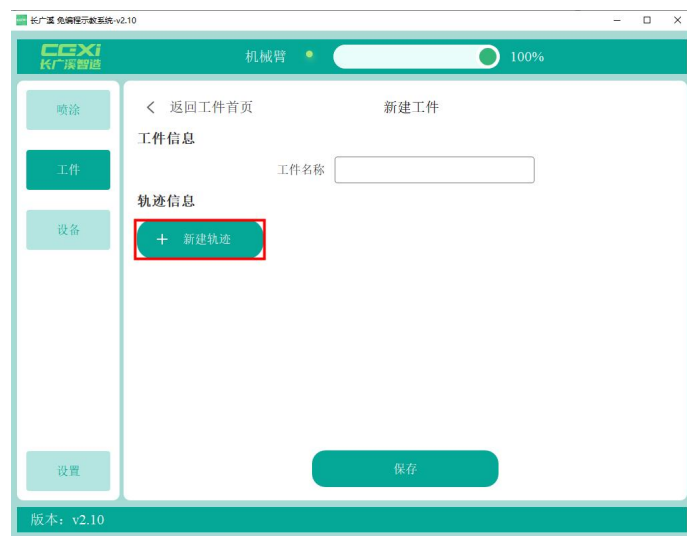 长广溪 免编程示教系统-v2.10
CGXi
长广溪智造
机械臂
100%
喷涂
工件
设备
设置
返回工件首页
新建工件
工件信息
工件名称
轨迹信息
+ 新建轨迹
保存
版本：v2.10